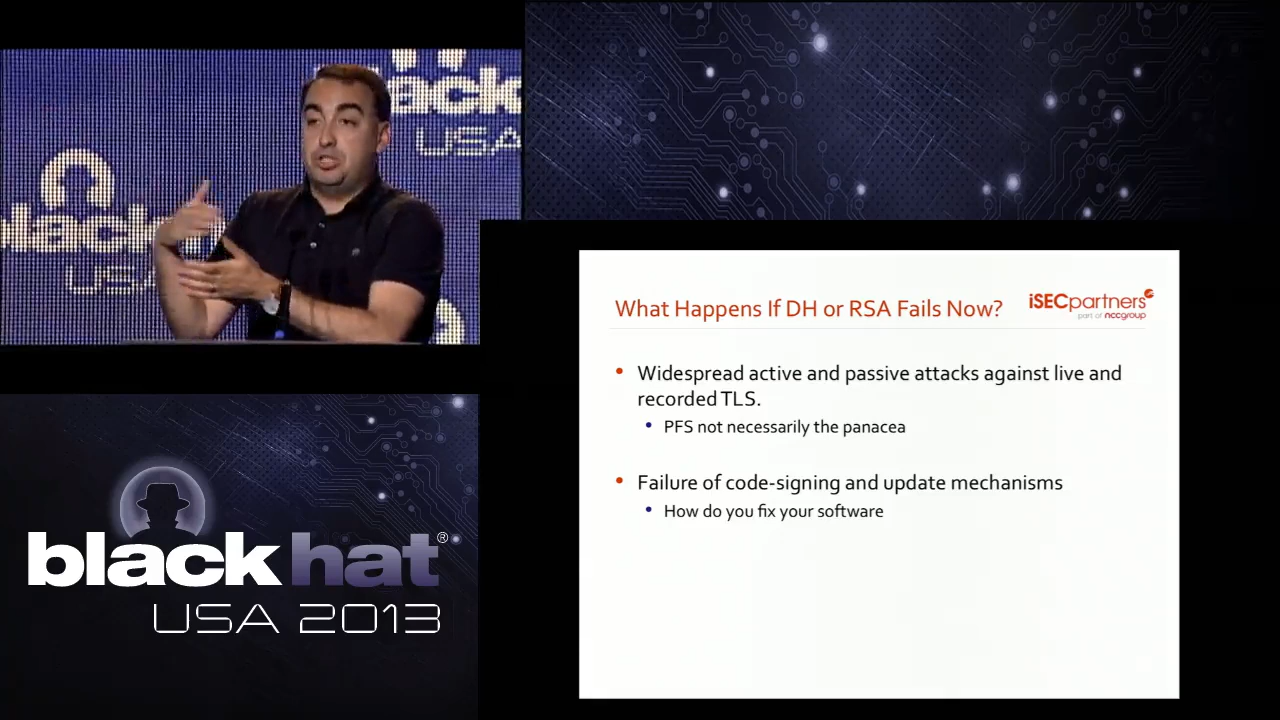 black
USA
black
USA
What Happens If DH or RSA Fails Now?
iSECpartners
part of nccgroup
• Widespread active and passive attacks against live and
recorded TLS.
• PFS not necessarily the panacea
• Failure of code-signing and update mechanisms
• How do you fix your software
black hat®
USA 2013